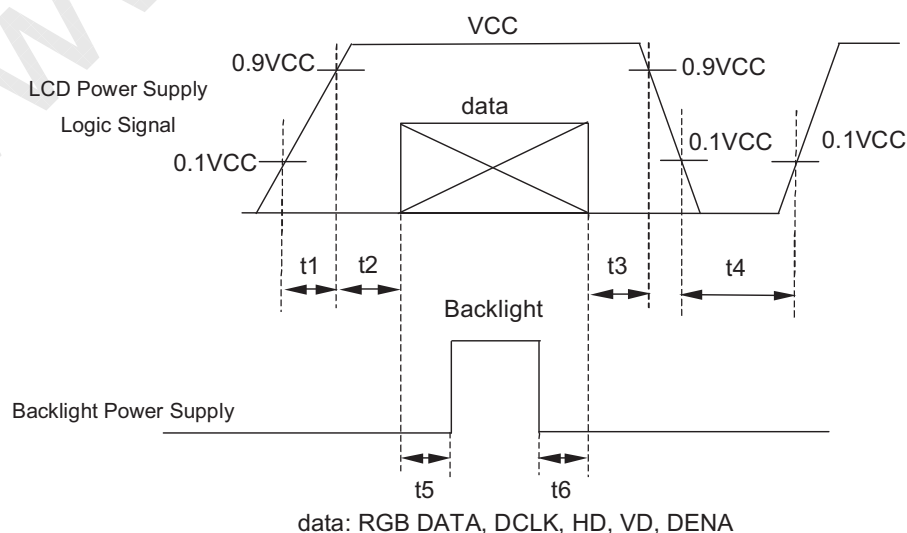 VCC
0.9VCC
0.9VCC
LCD Power Supply
Logic Signal
data
0.1VCC
0.1VCC
0.1VCC
t1
t2
t3
t4
Backlight
Backlight Power Supply
t5
t6
data: RGB DATA, DCLK, HD, VD, DENA